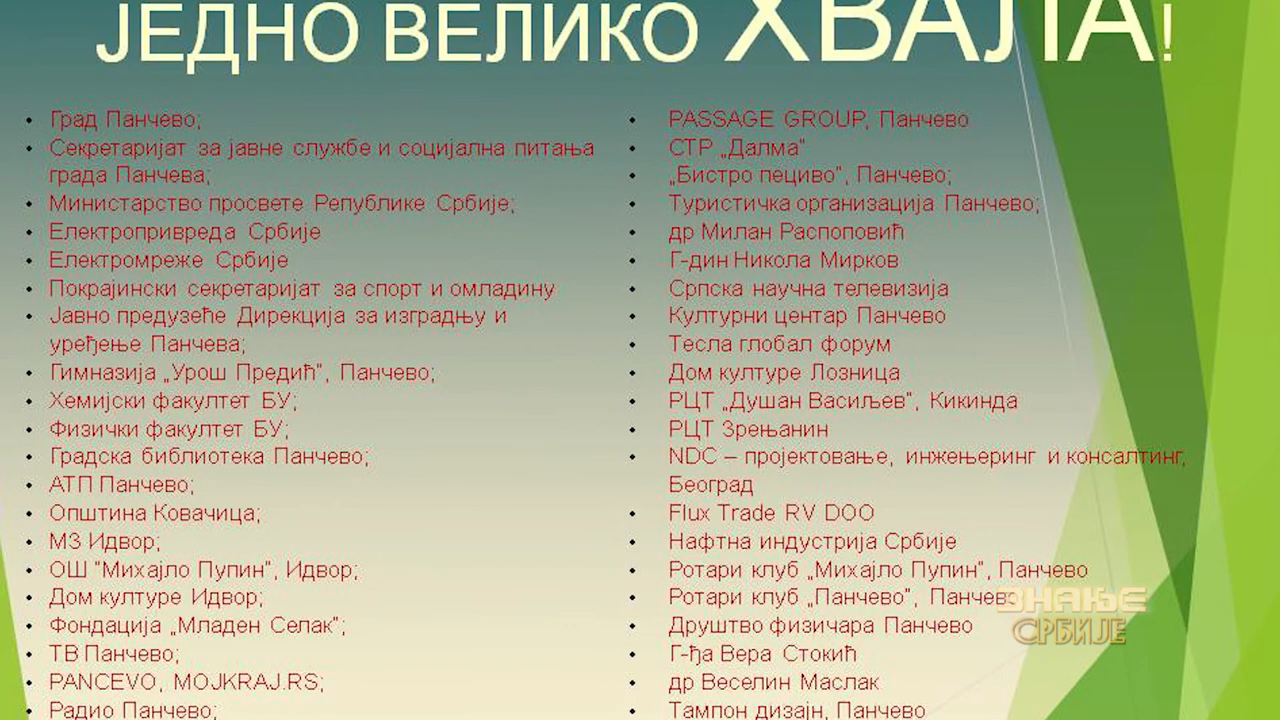 ЈЕДНО ВЕЛИКО ХВАЛА!
• Град Панчево;
• Секретаријат за јавне службе и социјална питања
града Панчева;
• Министарство просвете Републике Србије;
• Електропривреда Србије
• Електромреже Србије
• Покрајински секретаријат за спорт и омладину
• Јавно предузеће Дирекција за изградњу и
уређење Панчева;
• Гимназија „Урош Предић”, Панчево;
• Хемијски факултет БУ;
• Физички факултет БУ;
• Градска библиотека Панчево;
• АТП Панчево;
• Општина Ковачица;
• МЗ Идвор;
• ОШ ”Михајло Пупин”, Идвор;
• Дом културе Идвор;
• Фондација „Младен Селак”;
• ТВ Панчево;
• PANCEVO, MOJKRAJ.RS;
• Радио Панчево;
• PASSAGE GROUP, Панчево
• СТР „Далма”
• „Бистро пециво”, Панчево;
• Туристичка организација Панчево;
• др Милан Распоповић
• Г-дин Никола Мирков
• Српска научна телевизија
• Културни центар Панчево
• Тесла глобал форум
• Дом културе Лозница
• РЦТ „Душан Васиљев”, Кикинда
• РЦТ Зрењанин
• NDC – пројектовање, инжењеринг и консалтинг,
Београд
• Flux Trade RV DOO
• Нафтна индустрија Србије
• Ротари клуб „Михајло Пупин”, Панчево
• Ротари клуб „Панчево”, Панчево
• Друштво физичара Панчево
• Г-ђа Вера Стокић
• др Веселин Маслак
• Тампон дизајн, Панчево
ЗНАЊЕ
СРБИЈЕ